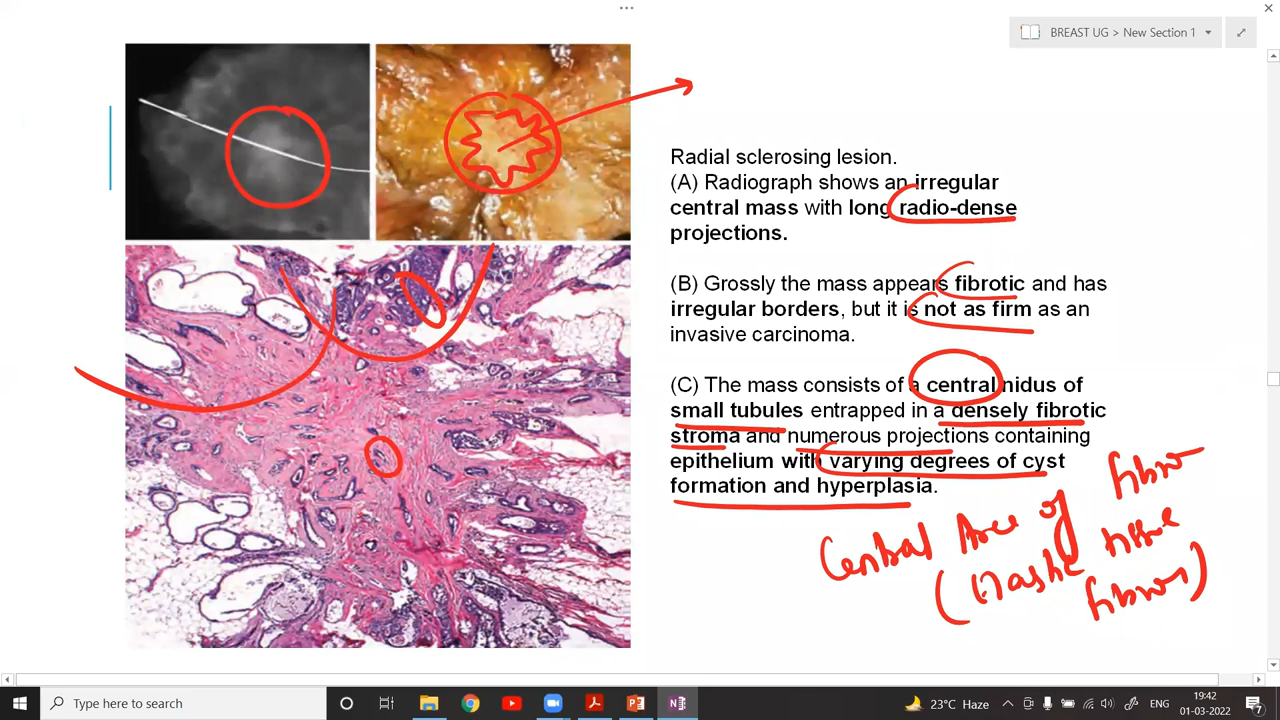 BREAST UG > New Section 1
Radial sclerosing lesion.
(A) Radiograph shows an irregular
central mass with long radio-dense
projections.
(B) Grossly the mass appears fibrotic and has
irregular borders, but it is not as firm as an
invasive carcinoma.
(C) The mass consists of a central nidus of
small tubules entrapped in a densely fibrotic
stroma and numerous projections containing
epithelium with varying degrees of cyst
formation and hyperplasia.
Central Area of fibro
tissue
fibres)
Type here to search
23°C Haze
ENG
19:42
01-03-2022
7